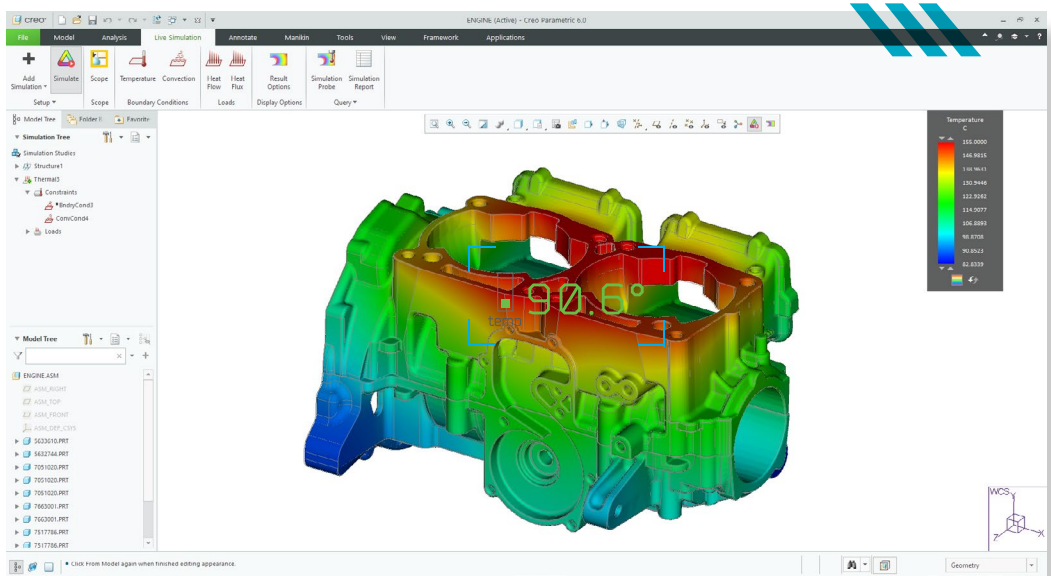 creo
ENGINE (Active) - Creo Parametric 6.0
File Model Analysis Live Simulation Annotate Manikin Tools View Framework Applications
Add Simulation
Simulate
Scope
Temperature
Convection
Heat Flow
Heat Flux
Result Options
Simulation Probe
Simulation Report
Setup Scope Boundary Conditions Loads Display Options Query
Model Tree Favorite
Simulation Tree
Simulation Studies
Structure1
Thermal3
Constraints
*BndryCond3
ConvCond4
Loads
Model Tree
ENGINE.ASM
ASM_RIGHT
ASM_TOP
ASM_FRONT
ASM_DEF_CSYS
5633610.PRT
5632744.PRT
7051020.PRT
7051020.PRT
7051020.PRT
7663001.PRT
7663001.PRT
7517786.PRT
7517786.PRT
Temperature
C
155.0000
146.9815
130.9446
122.9262
114.9077
106.8893
98.8708
90.8523
82.8339
90.6°
temp
WCS
Y
X
Z
Click From Model again when finished editing appearance.
Geometry